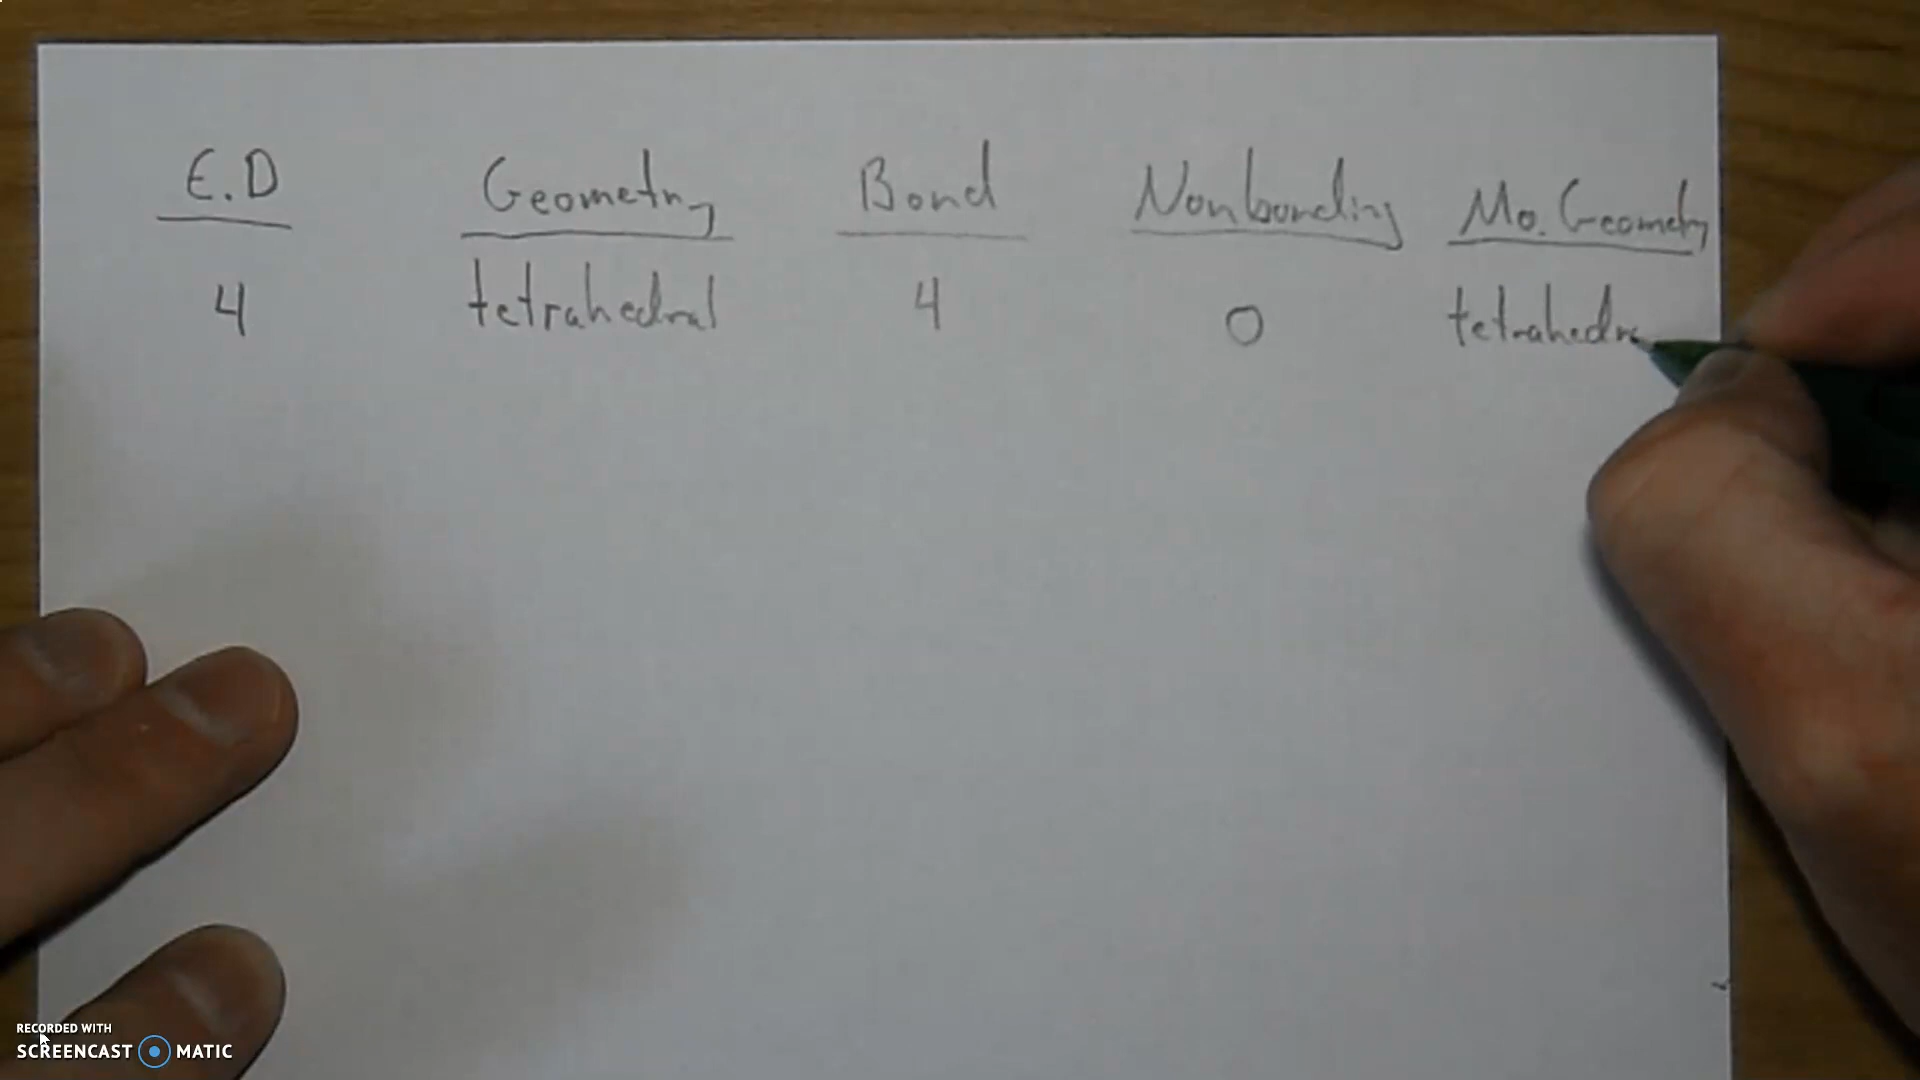 E.D Geometry Bond Nonbonding Mo. Geometry
4 tetrahedral 4 0 tetrahedra
RECORDED WITH
SCREENCAST MATIC